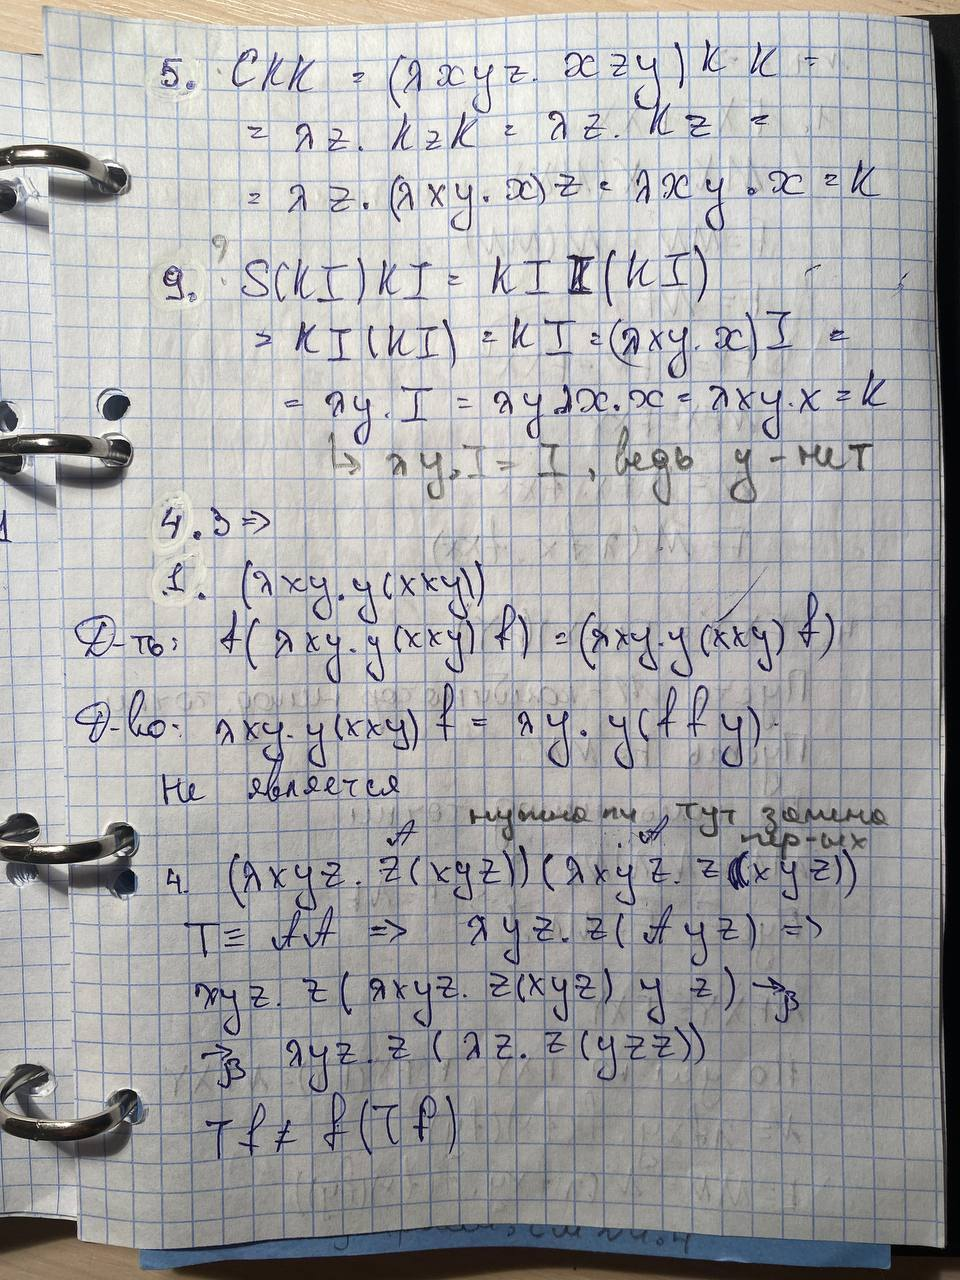 5. CKK = (λxyz. xzy) K K =
= λz. KzK = λz. Kz =
= λz. (λxy.x)z = λxy.x = K
9. S(KI)KI = KII(KI)
= KI(KI) = KI = (λxy.x)I =
= λy.I = λyλx.x = λxy.x = K
↳ λy.I = I, ведь y - нет
4.3 =>
1. (λxy.y(xxy))
Д-ть: f(λxy.y(xxy) f) = (λxy.y(xxy) f)
Д-во: λxy.y(xxy) f = λy.y(ffy).
Не является
нужна ли тут замена
пер-ых
A A
4. (λxyz. z(xyz))(λxyz. z(xyz))
T ≡ AA => λyz.z(Ayz) =>
λyz. z(λxyz. z(xyz) y z) →β
→β λyz.z(λz.z(yzz))
Tf ≠ f(Tf)